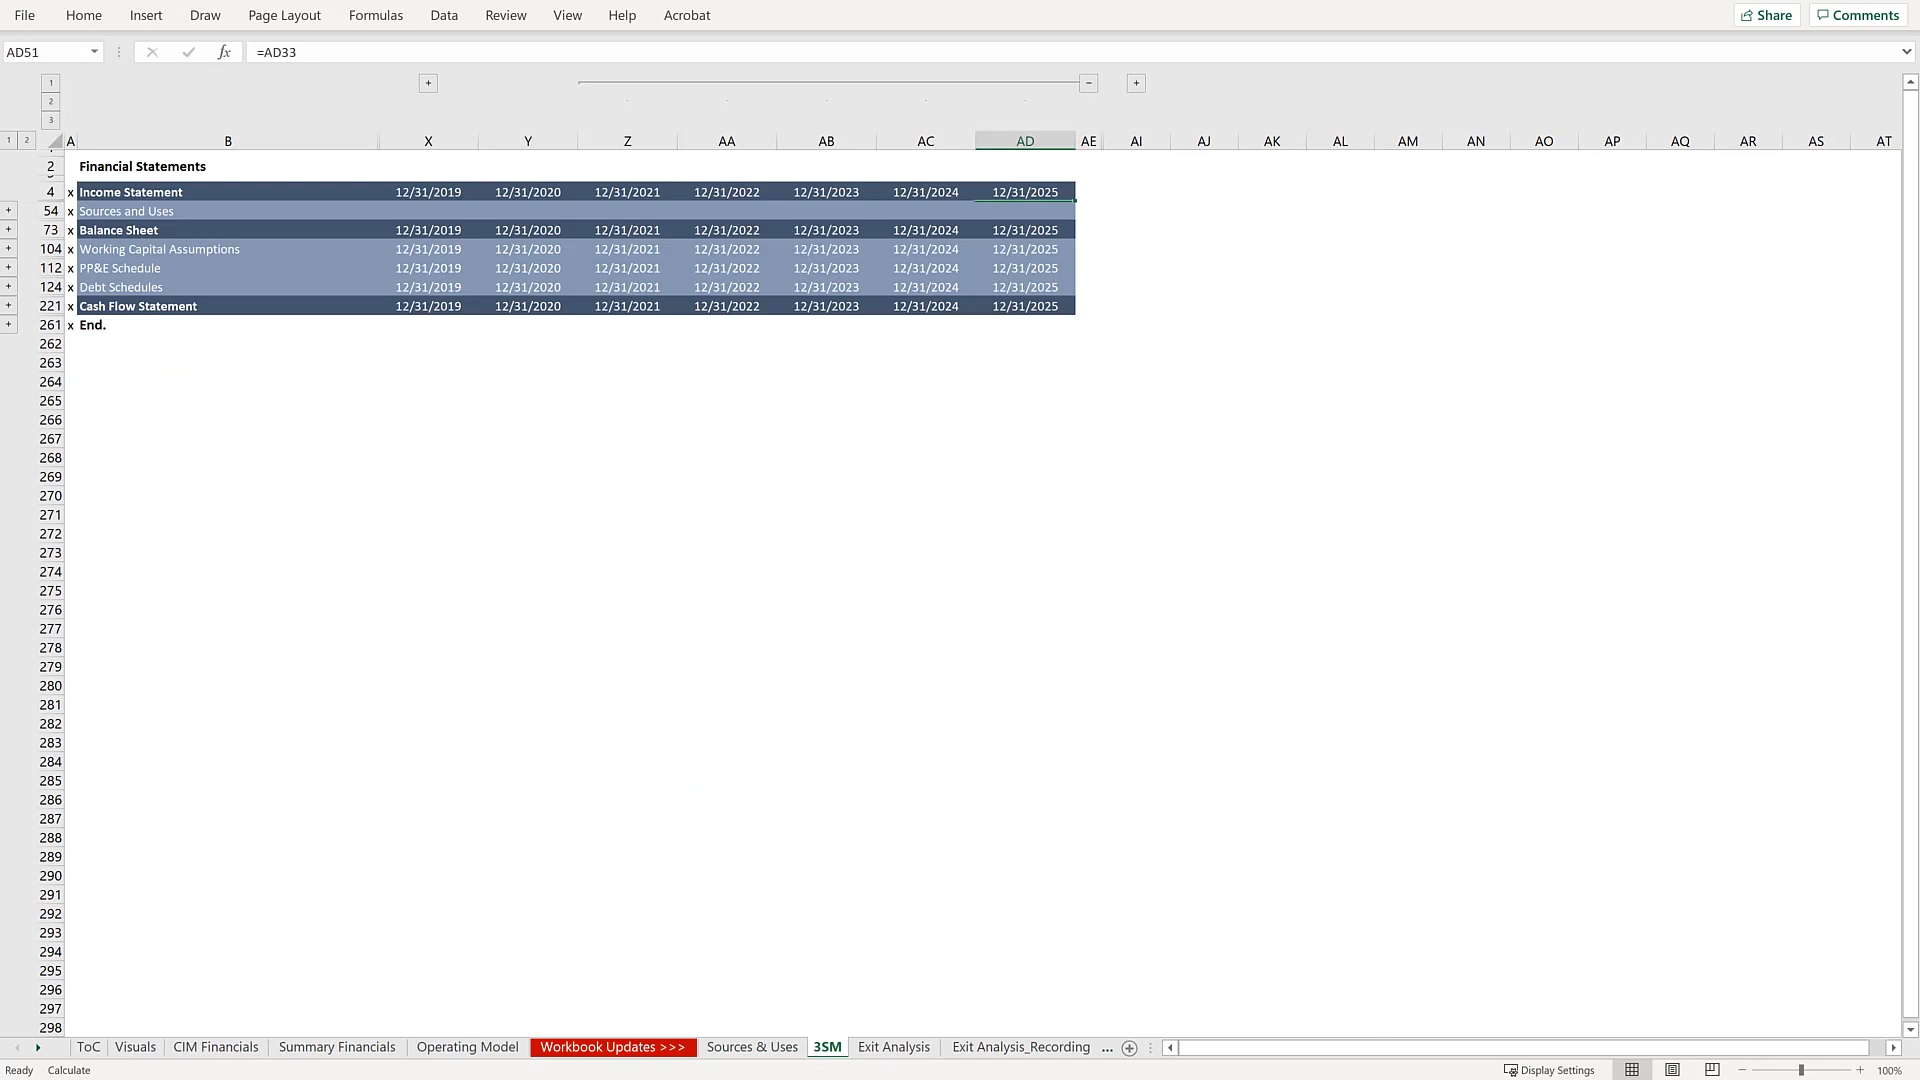 File Home Insert Draw Page Layout Formulas Data Review View Help Acrobat Share Comments
AD51 fx =AD33
1
2
3
1 2 A B X Y Z AA AB AC AD AE AI AJ AK AL AM AN AO AP AQ AR AS AT
2 Financial Statements
4 x Income Statement 12/31/2019 12/31/2020 12/31/2021 12/31/2022 12/31/2023 12/31/2024 12/31/2025
54 x Sources and Uses
73 x Balance Sheet 12/31/2019 12/31/2020 12/31/2021 12/31/2022 12/31/2023 12/31/2024 12/31/2025
104 x Working Capital Assumptions 12/31/2019 12/31/2020 12/31/2021 12/31/2022 12/31/2023 12/31/2024 12/31/2025
112 x PP&E Schedule 12/31/2019 12/31/2020 12/31/2021 12/31/2022 12/31/2023 12/31/2024 12/31/2025
124 x Debt Schedules 12/31/2019 12/31/2020 12/31/2021 12/31/2022 12/31/2023 12/31/2024 12/31/2025
221 x Cash Flow Statement 12/31/2019 12/31/2020 12/31/2021 12/31/2022 12/31/2023 12/31/2024 12/31/2025
261 x End.
262
263
264
265
266
267
268
269
270
271
272
273
274
275
276
277
278
279
280
281
282
283
284
285
286
287
288
289
290
291
292
293
294
295
296
297
298
ToC Visuals CIM Financials Summary Financials Operating Model Workbook Updates >>> Sources & Uses 3SM Exit Analysis Exit Analysis_Recording ...
Ready Calculate Display Settings 100%